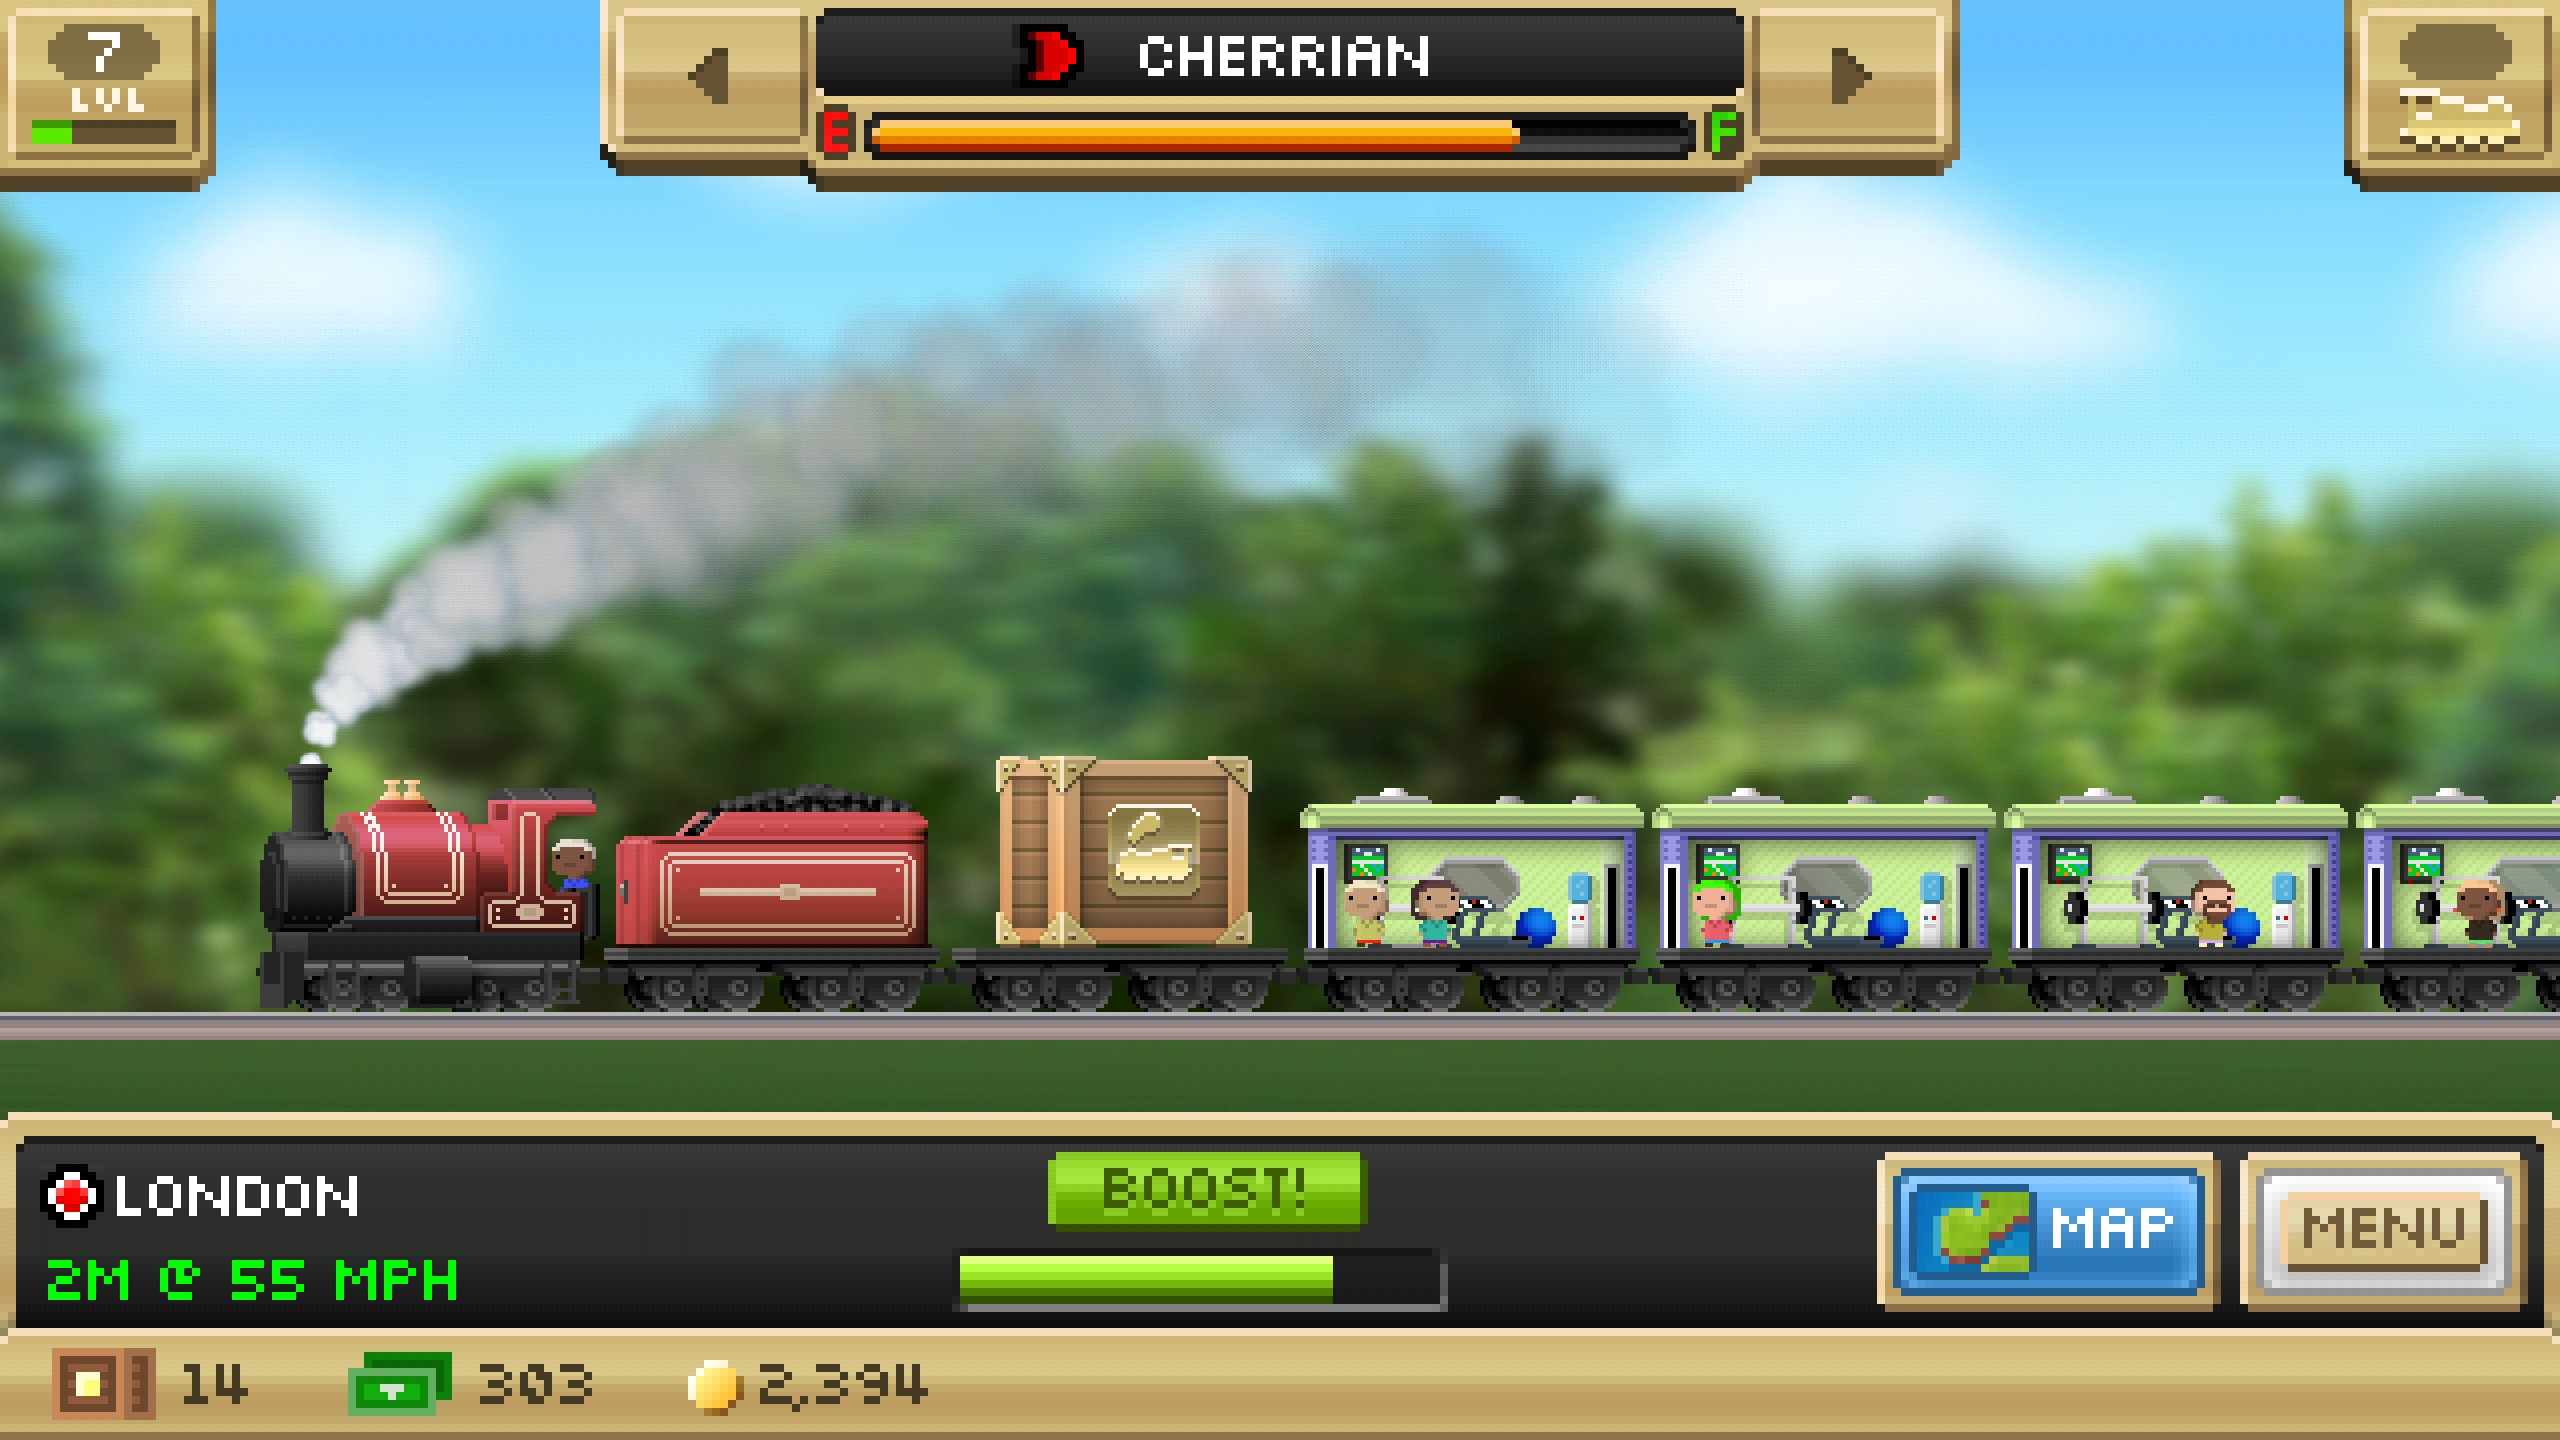 7
LVL
CHERRIAN
E F
LONDON
BOOST!
2M @ 55 MPH
MAP
MENU
14 303 2,394